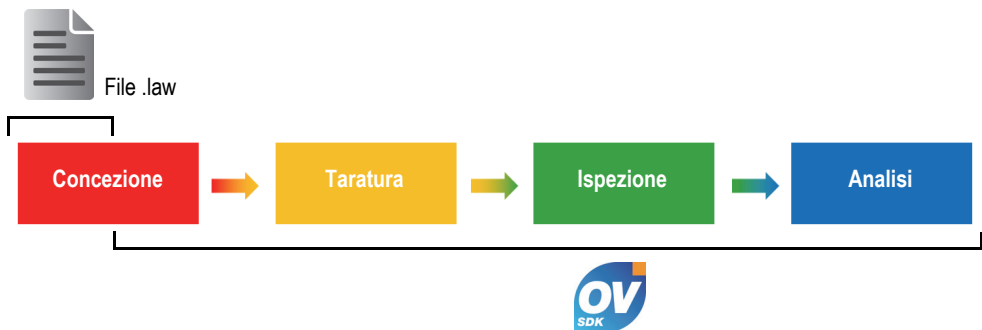 File .law
Concezione
Taratura
Ispezione
Analisi
OV
SDK